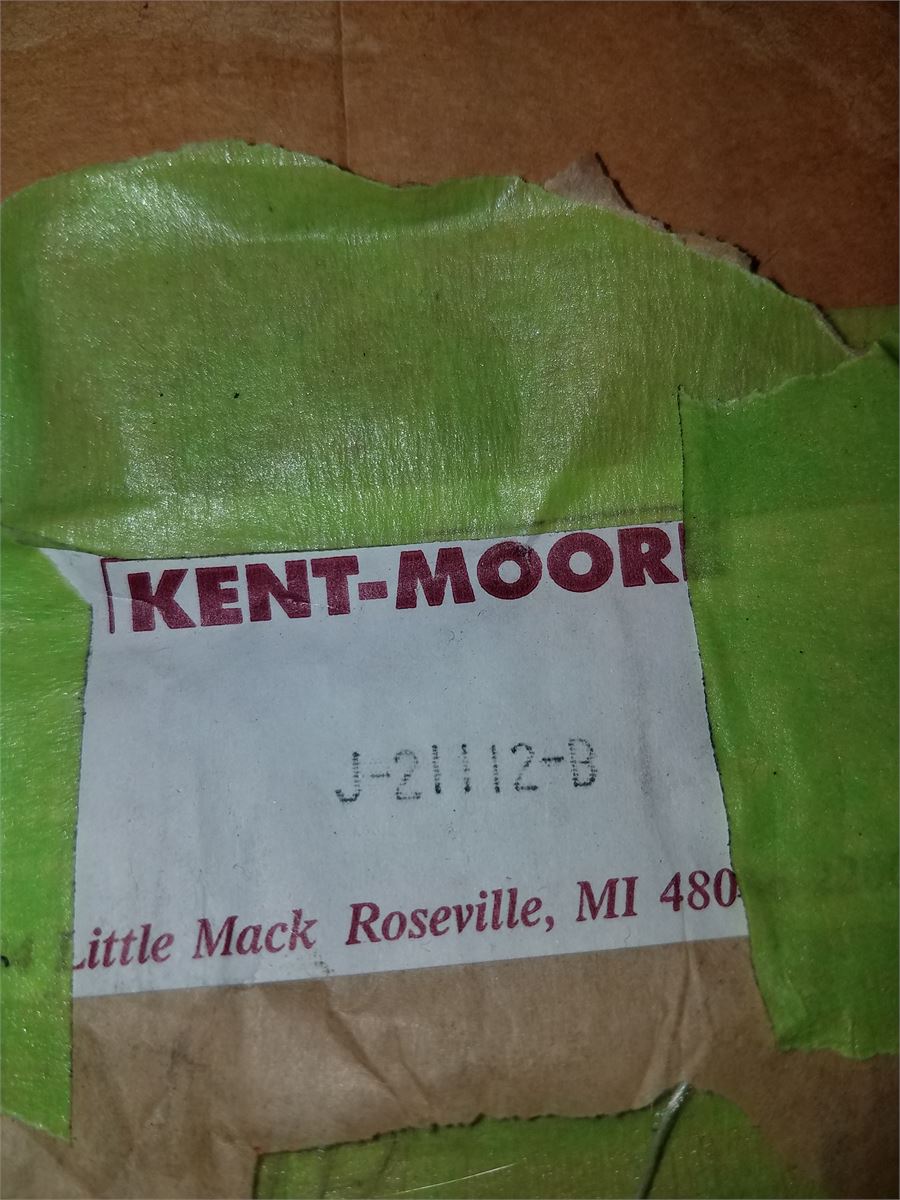 KENT-MOOR
J-21112-B
Little Mack Roseville, MI 480